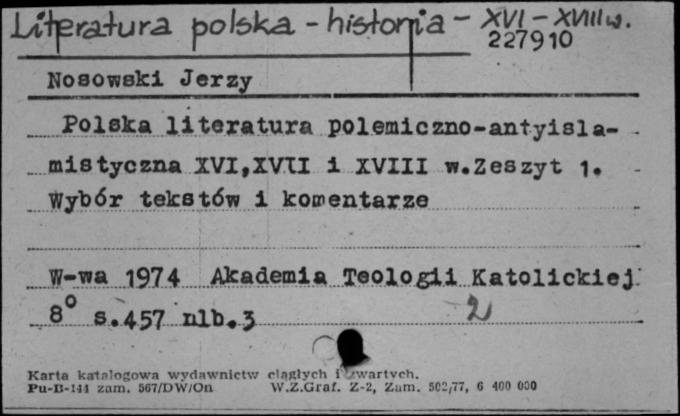 Literatura polska - historia - XVI - XVIII w.
227910
Nosowski Jerzy
Polska literatura polemiczno-antyisla-
mistyczna XVI,XVII i XVIII w.Zeszyt 1.
Wybór tekstów i komentarze
W-wa 1974 Akademia Teologii Katolickiej
8° s.457 nlb.3
2
Karta katalogowa wydawnictw ciągłych i zwartych.
Pu-B-144 zam. 567/DW/On W.Z.Graf. Z-2, Zam. 502/77, 6 400 000